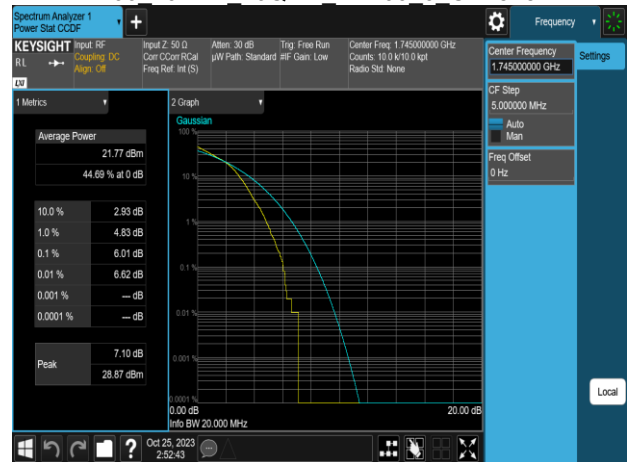 Spectrum Analyzer 1
Power Stat CCDF
Frequency
KEYSIGHT
RL
LXI
Input: RF
Coupling: DC
Align: Off
Input Z: 50 Ω
Corr CCorr RCal
Freq Ref: Int (S)
Atten: 30 dB
µW Path: Standard
Trig: Free Run
#IF Gain: Low
Center Freq: 1.745000000 GHz
Counts: 10.0 k/10.0 kpt
Radio Std: None
Center Frequency
1.745000000 GHz
Settings
CF Step
5.000000 MHz
Auto
Man
Freq Offset
0 Hz
Local
1 Metrics
Average Power
21.77 dBm
44.69 % at 0 dB
10.0 % 2.93 dB
1.0 % 4.83 dB
0.1 % 6.01 dB
0.01 % 6.62 dB
0.001 % --- dB
0.0001 % --- dB
Peak
7.10 dB
28.87 dBm
2 Graph
Gaussian
100 %
10 %
1 %
0.1 %
0.01 %
0.001 %
0.0001 %
0.00 dB 20.00 dB
Info BW 20.000 MHz
?
Oct 25, 2023
2:52:43